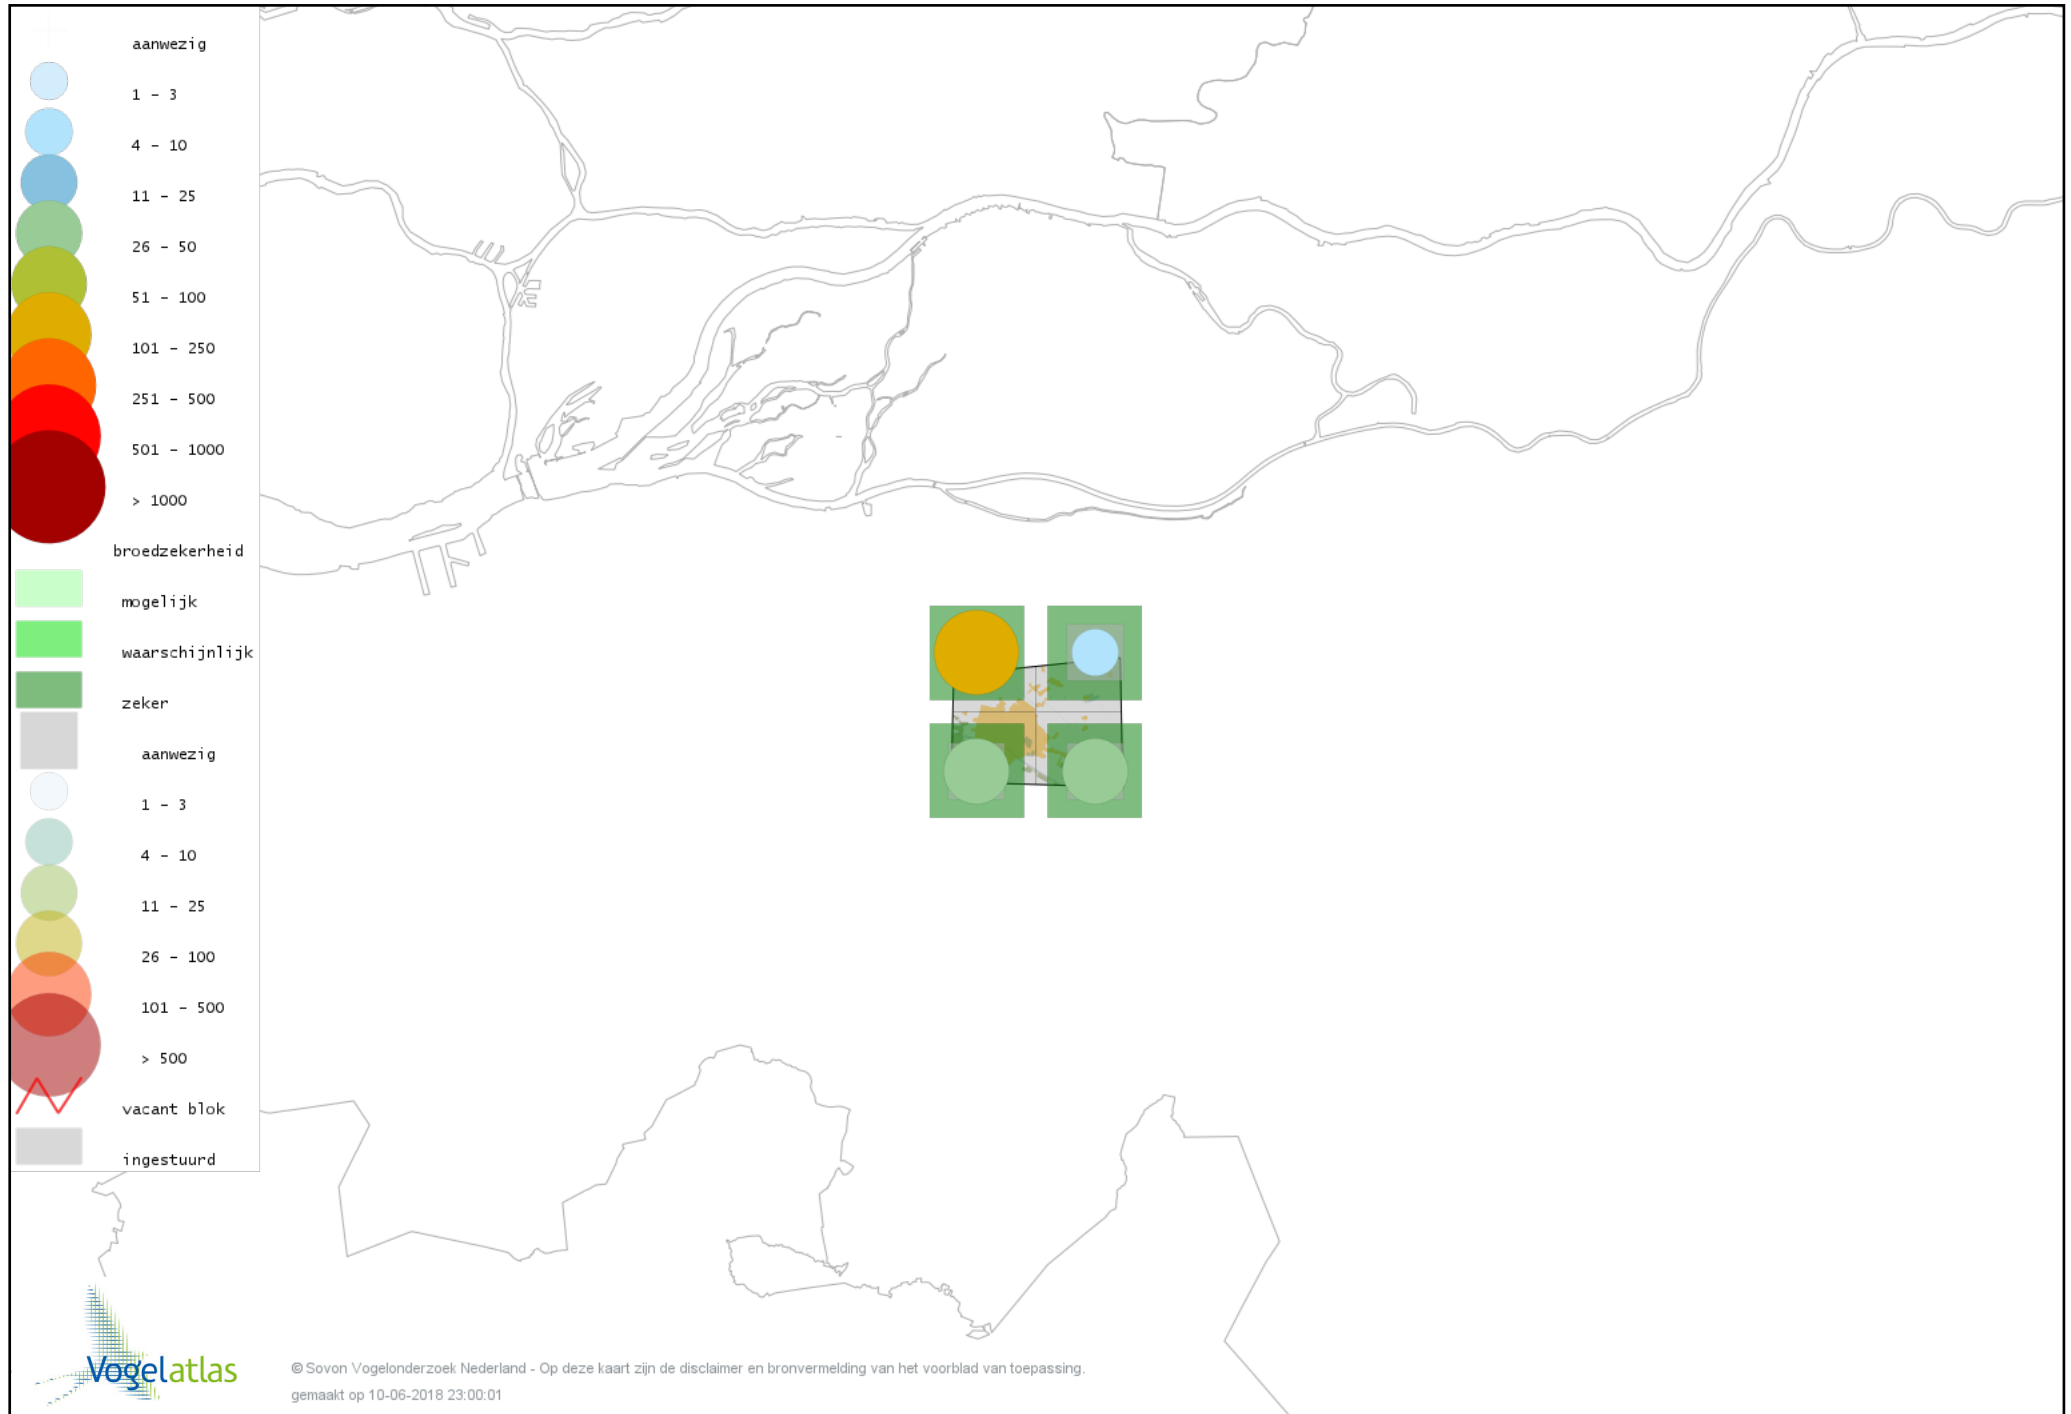 aanwezig
1 - 3
4 - 10
11 - 25
26 - 50
51 - 100
101 - 250
251 - 500
501 - 1000
> 1000
broedzekerheid
mogelijk
waarschijnlijk
zeker
aanwezig
1 - 3
4 - 10
11 - 25
26 - 100
101 - 500
> 500
vacant blok
ingestuurd
Vogelatlas
© Sovon Vogelonderzoek Nederland - Op deze kaart zijn de disclaimer en bronvermelding van het voorblad van toepassing.
gemaakt op 10-06-2018 23:00:01